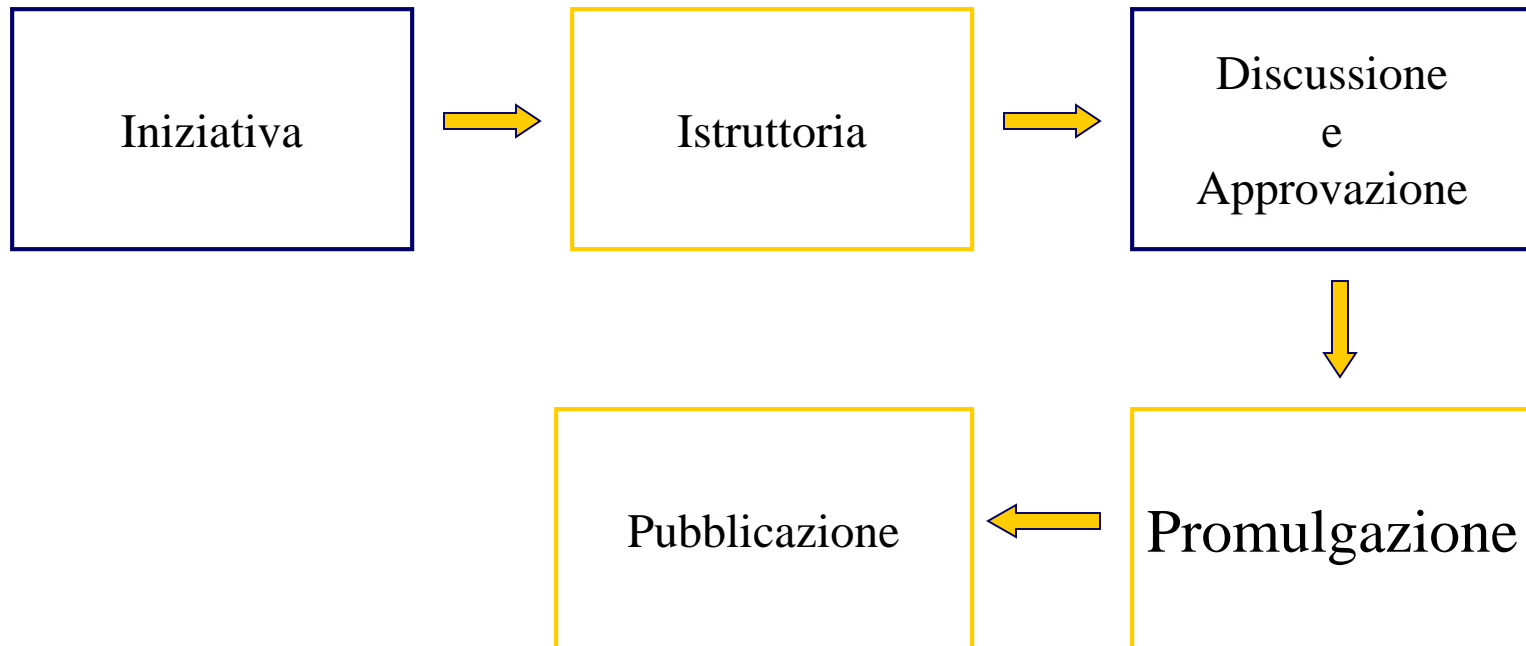 Iniziativa
Istruttoria
Discussione
e
Approvazione
Promulgazione
Pubblicazione